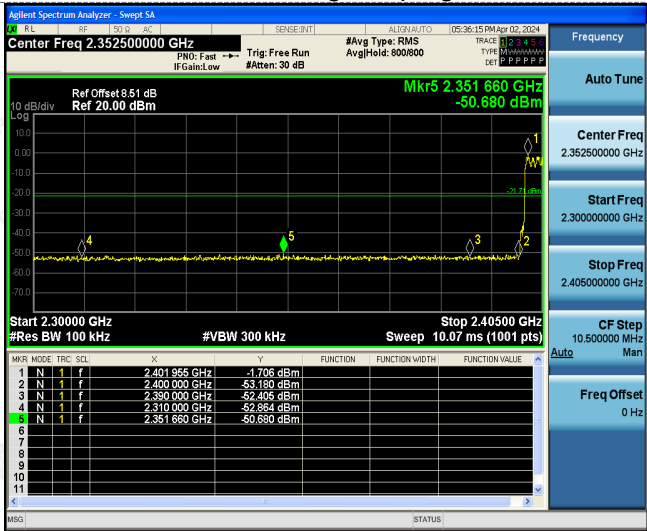 Agilent Spectrum Analyzer - Swept SA
RL RF 50 Ω AC SENSE:INT ALIGN AUTO 05:36:15 PM Apr 02, 2024
Center Freq 2.352500000 GHz
PNO: Fast
IFGain:Low
Trig: Free Run
#Atten: 30 dB
#Avg Type: RMS
Avg|Hold: 800/800
TRACE 1 2 3 4 5 6
TYPE M
DET P P P P P P
Frequency
Auto Tune
Center Freq
2.352500000 GHz
Start Freq
2.300000000 GHz
Stop Freq
2.405000000 GHz
CF Step
10.500000 MHz
Auto Man
Freq Offset
0 Hz
Mkr5 2.351 660 GHz
-50.680 dBm
Ref Offset 8.51 dB
10 dB/div Ref 20.00 dBm
Log
10.0
0.00
-10.0
-20.0
-30.0
-40.0
-50.0
-60.0
-70.0
-21.71 dBm
1
4
5
3
2
Start 2.30000 GHz Stop 2.40500 GHz
#Res BW 100 kHz #VBW 300 kHz Sweep 10.07 ms (1001 pts)
MKR MODE TRC SCL X Y FUNCTION FUNCTION WIDTH FUNCTION VALUE
1 N 1 f 2.401 955 GHz -1.706 dBm
2 N 1 f 2.400 000 GHz -53.180 dBm
3 N 1 f 2.390 000 GHz -52.405 dBm
4 N 1 f 2.310 000 GHz -52.864 dBm
5 N 1 f 2.351 660 GHz -50.680 dBm
6
7
8
9
10
11
MSG STATUS